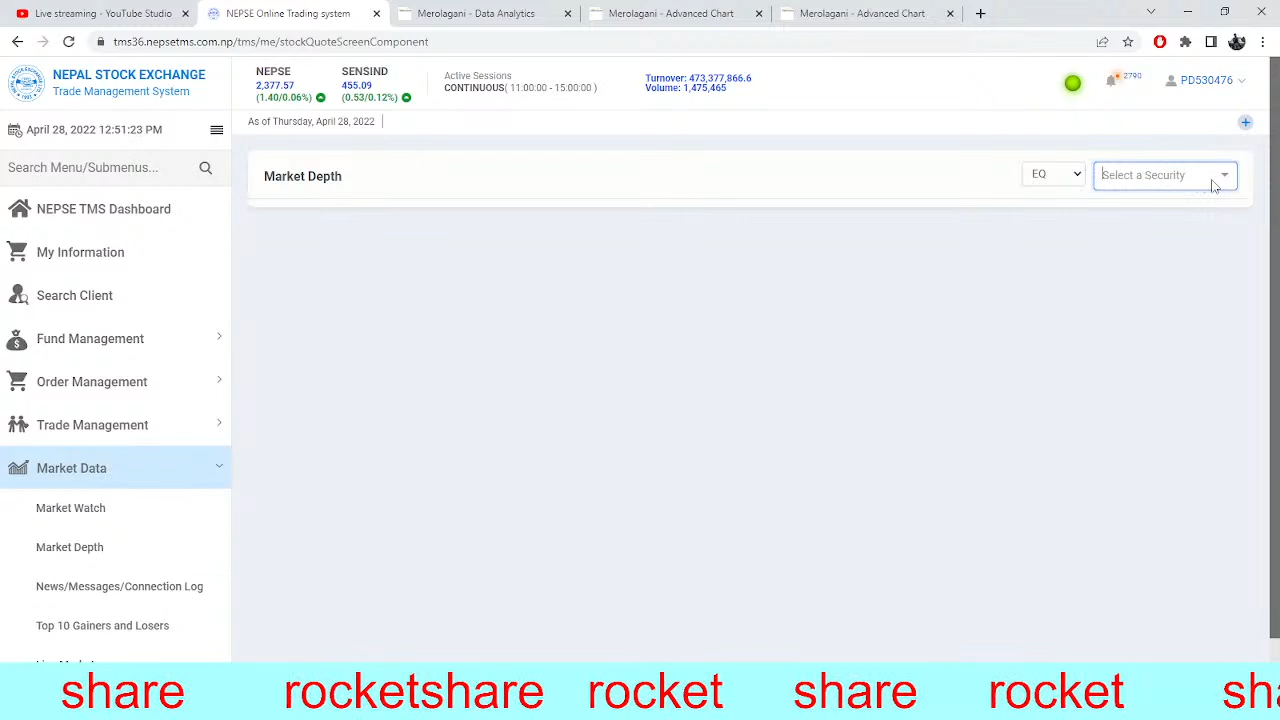 Live streaming - YouTube Studio
NEPSE Online Trading system
Merolagani - Data Analytics
Merolagani - Advanced Chart
Merolagani - Advanced Chart
tms36.nepsetms.com.np/tms/me/stockQuoteScreenComponent
NEPAL STOCK EXCHANGE
Trade Management System
NEPSE
2,377.57
(1.40/0.06%)
SENSIND
455.09
(0.53/0.12%)
Active Sessions
CONTINUOUS( 11:00:00 - 15:00:00 )
Turnover: 473,377,866.6
Volume: 1,475,465
2790
PD530476
April 28, 2022 12:51:23 PM
As of Thursday, April 28, 2022
Search Menu/Submenus...
Market Depth
EQ
Select a Security
NEPSE TMS Dashboard
My Information
Search Client
Fund Management
Order Management
Trade Management
Market Data
Market Watch
Market Depth
News/Messages/Connection Log
Top 10 Gainers and Losers
share rocketshare rocket share rocket sha